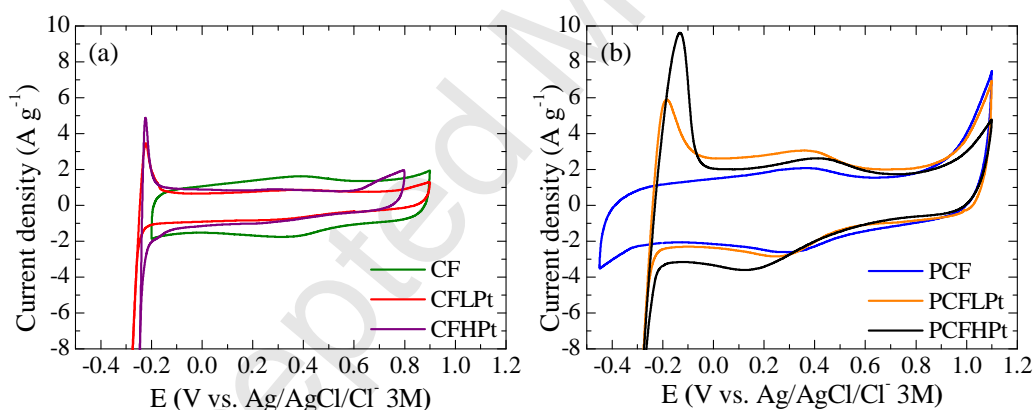 (a)
10
8
6
4
2
0
-2
-4
-6
-8
Current density (A g⁻¹)
CF
CFLPt
CFHPt
-0.4 -0.2 0.0 0.2 0.4 0.6 0.8 1.0 1.2
E (V vs. Ag/AgCl/Cl⁻ 3M)
(b)
10
8
6
4
2
0
-2
-4
-6
-8
Current density (A g⁻¹)
PCF
PCFLPt
PCFHPt
-0.4 -0.2 0.0 0.2 0.4 0.6 0.8 1.0 1.2
E (V vs. Ag/AgCl/Cl⁻ 3M)
epted M